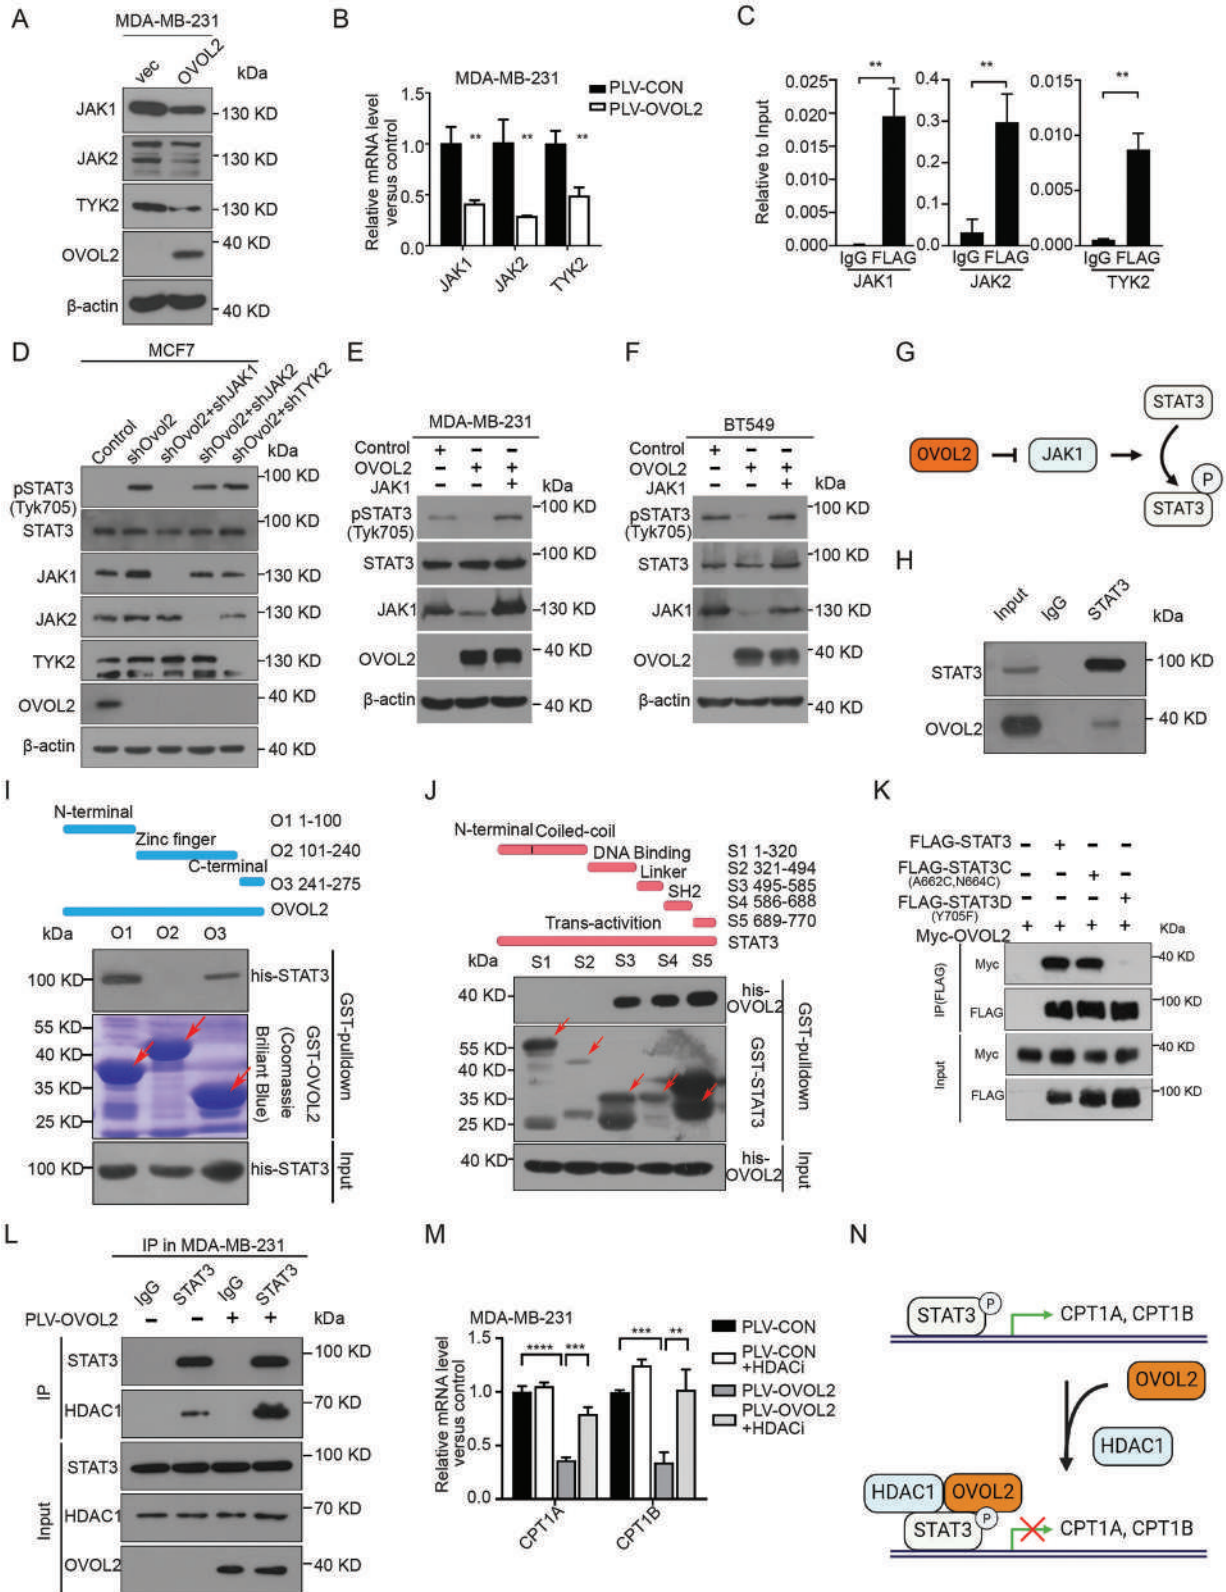 A
MDA-MB-231
vec OVOL2 kDa
JAK1 130 KD
JAK2 130 KD
TYK2 130 KD
OVOL2 40 KD
β-actin 40 KD
B
MDA-MB-231
PLV-CON
PLV-OVOL2
Relative mRNA level
versus control
1.5
1.0
0.5
0.0
** ** **
JAK1 JAK2 TYK2
C
Relative to Input
** ** **
0.025
0.020
0.015
0.010
0.005
0.000
IgG FLAG
JAK1
0.4
0.3
0.2
0.1
0.0
IgG FLAG
JAK2
0.015
0.010
0.005
0.000
IgG FLAG
TYK2
D
MCF7
Control shOvol2 shOvol2+shJAK1 shOvol2+shJAK2 shOvol2+shTYK2 kDa
pSTAT3 100 KD
(Tyk705)
STAT3 100 KD
JAK1 130 KD
JAK2 130 KD
TYK2 130 KD
OVOL2 40 KD
β-actin 40 KD
E
MDA-MB-231
Control + - -
OVOL2 - + +
JAK1 - - + kDa
pSTAT3 100 KD
(Tyk705)
STAT3 100 KD
JAK1 130 KD
OVOL2 40 KD
β-actin 40 KD
F
BT549
Control + - -
OVOL2 - + +
JAK1 - - + kDa
pSTAT3 100 KD
(Tyk705)
STAT3 100 KD
JAK1 130 KD
OVOL2 40 KD
β-actin 40 KD
G
STAT3
OVOL2 JAK1
P
STAT3
H
Input IgG STAT3 kDa
STAT3 100 KD
OVOL2 40 KD
I
N-terminal O1 1-100
Zinc finger O2 101-240
C-terminal O3 241-275
OVOL2
kDa O1 O2 O3
100 KD his-STAT3
55 KD
40 KD
35 KD
25 KD
GST-OVOL2
(Coomassie
Briliant Blue)
GST-pulldown
100 KD his-STAT3
Input
J
N-terminal Coiled-coil S1 1-320
DNA Binding S2 321-494
Linker S3 495-585
SH2 S4 586-688
Trans-activation S5 689-770
STAT3
kDa S1 S2 S3 S4 S5
40 KD his-
OVOL2
55 KD
40 KD
35 KD
25 KD
GST-STAT3
GST-pulldown
40 KD his-
OVOL2
Input
K
FLAG-STAT3 - + - -
FLAG-STAT3C - - + -
(A662C,N664C)
FLAG-STAT3D - - - +
(Y705F)
Myc-OVOL2 + + + + KDa
IP(FLAG)
Myc 40 KD
FLAG 100 KD
Input
Myc 40 KD
FLAG 100 KD
L
IP in MDA-MB-231
IgG STAT3 IgG STAT3
PLV-OVOL2 - - + + kDa
IP
STAT3 100 KD
HDAC1 70 KD
Input
STAT3 100 KD
HDAC1 70 KD
OVOL2 40 KD
M
MDA-MB-231
Relative mRNA level
versus control
1.5
1.0
0.5
0.0
**** *** *** **
CPT1A CPT1B
PLV-CON
PLV-CON
+HDACi
PLV-OVOL2
PLV-OVOL2
+HDACi
N
STAT3 P CPT1A, CPT1B
OVOL2
HDAC1
HDAC1 OVOL2
STAT3 P CPT1A, CPT1B